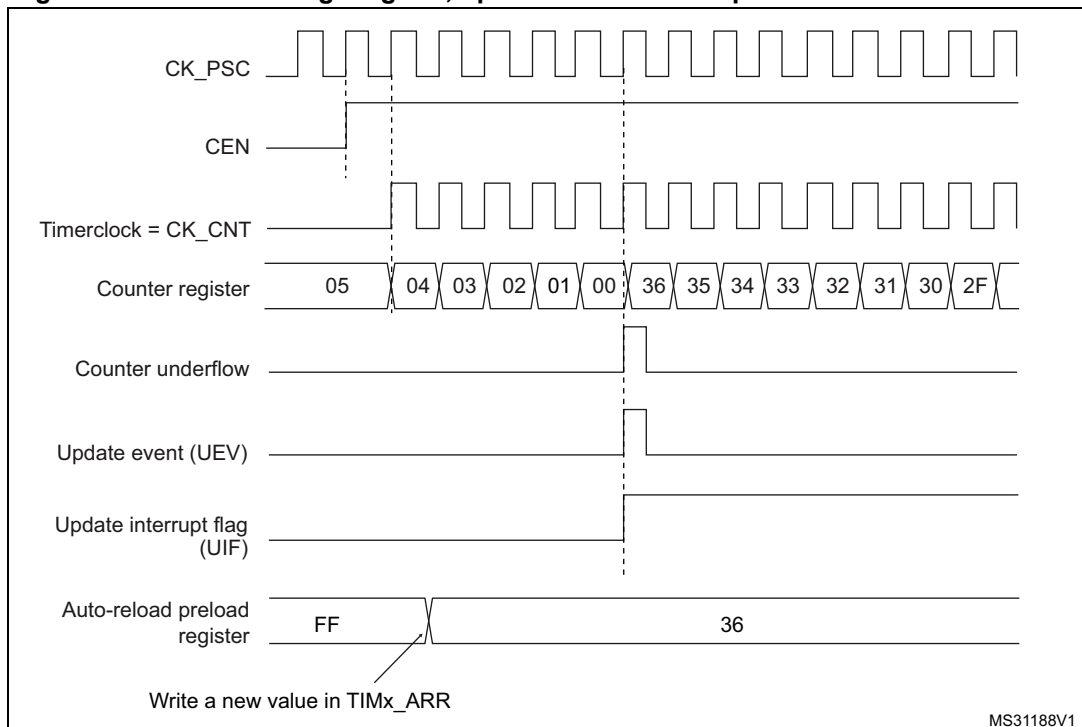 CK_PSC
CEN
Timerclock = CK_CNT
Counter register 05 04 03 02 01 00 36 35 34 33 32 31 30 2F
Counter underflow
Update event (UEV)
Update interrupt flag
(UIF)
Auto-reload preload
register
FF 36
Write a new value in TIMx_ARR
MS31188V1